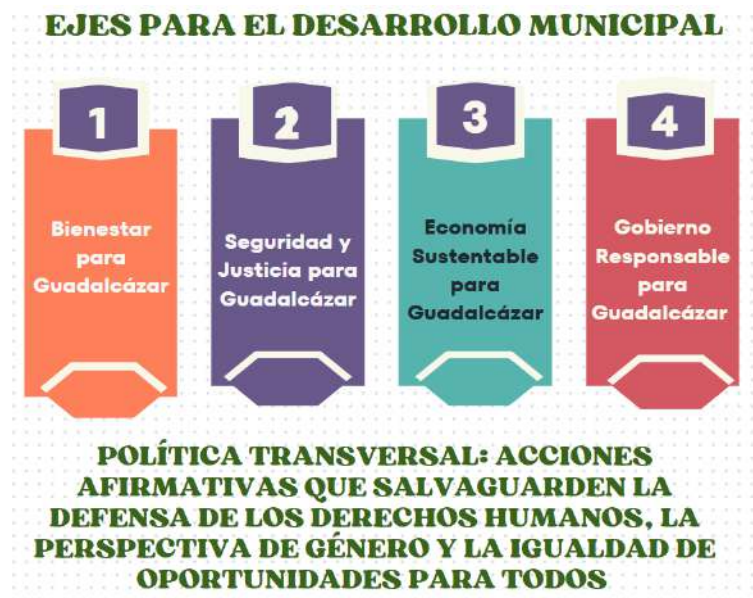 EJES PARA EL DESARROLLO MUNICIPAL
1
Bienestar
para
Guadalcázar
2
Seguridad y
Justicia para
Guadalcázar
3
Economía
Sustentable
para
Guadalcázar
4
Gobierno
Responsable
para
Guadalcázar
POLÍTICA TRANSVERSAL: ACCIONES
AFIRMATIVAS QUE SALVAGUARDEN LA
DEFENSA DE LOS DERECHOS HUMANOS, LA
PERSPECTIVA DE GÉNERO Y LA IGUALDAD DE
OPORTUNIDADES PARA TODOS